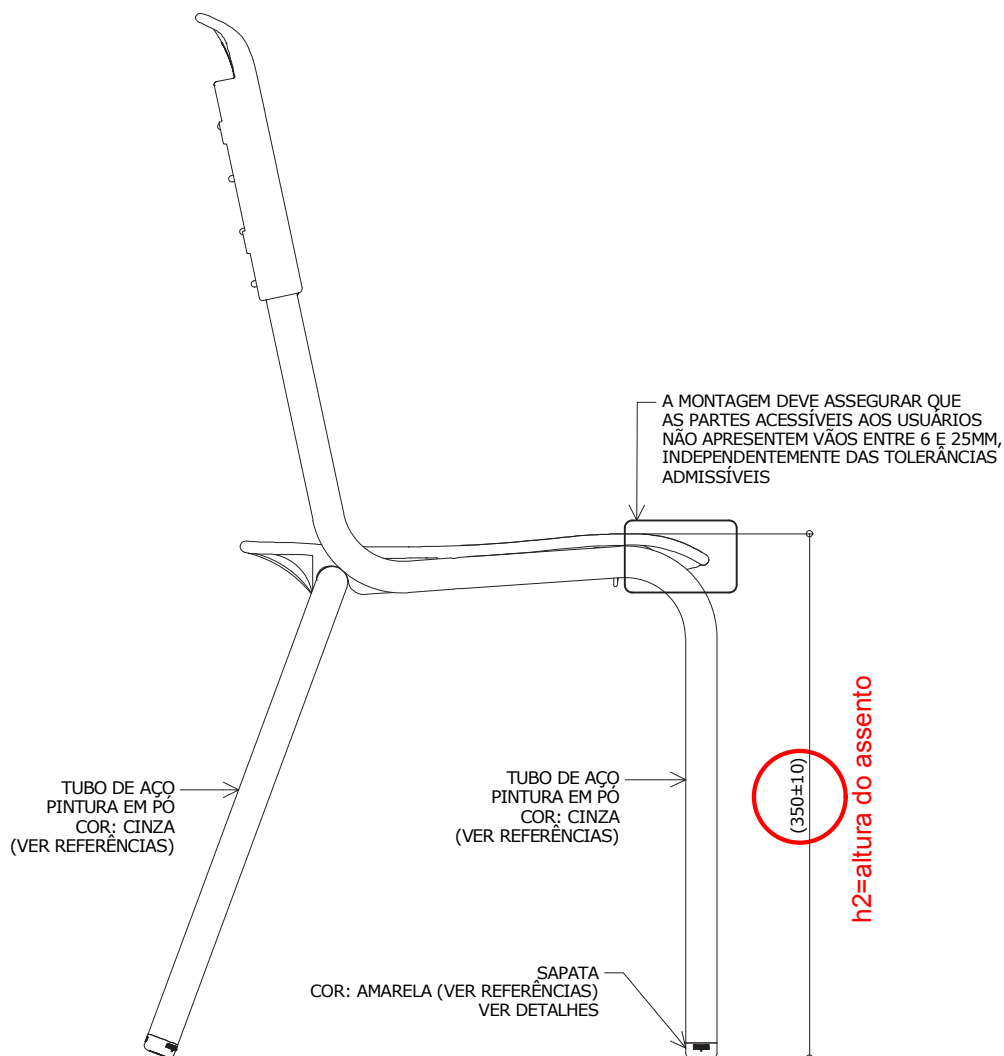 A MONTAGEM DEVE ASSEGURAR QUE
AS PARTES ACESSÍVEIS AOS USUÁRIOS
NÃO APRESENTEM VÃOS ENTRE 6 E 25MM,
INDEPENDENTEMENTE DAS TOLERÂNCIAS
ADMISSÍVEIS
TUBO DE AÇO
PINTURA EM PÓ
COR: CINZA
(VER REFERÊNCIAS)
TUBO DE AÇO
PINTURA EM PÓ
COR: CINZA
(VER REFERÊNCIAS)
(350±10)
h2=altura do assento
SAPATA
COR: AMARELA (VER REFERÊNCIAS)
VER DETALHES